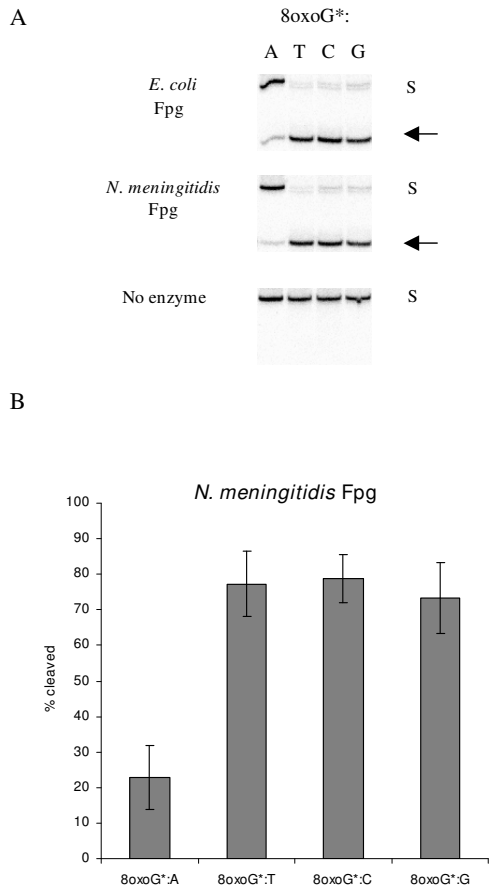 A
8oxoG*:
A T C G
E. coli
Fpg
S
N. meningitidis
Fpg
S
No enzyme
S
B
N. meningitidis Fpg
100
90
80
70
60
50
40
30
20
10
0
% cleaved
8oxoG*:A 8oxoG*:T 8oxoG*:C 8oxoG*:G